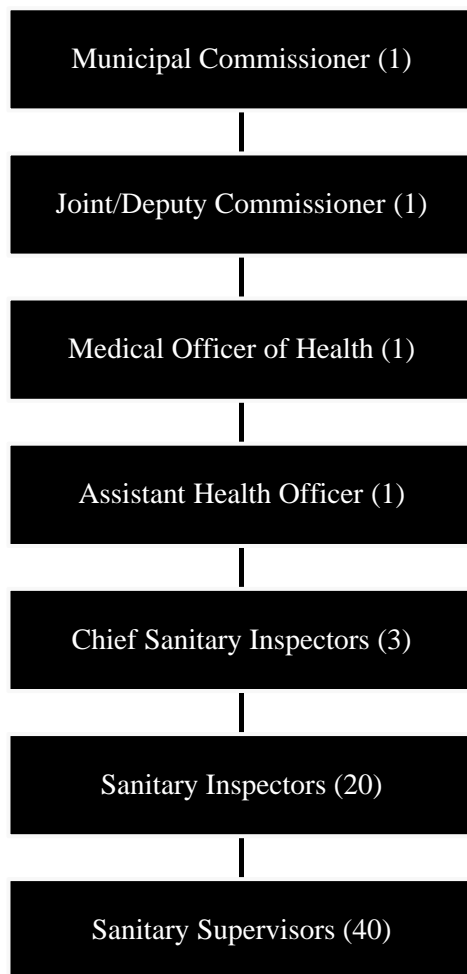 Municipal Commissioner (1)
Joint/Deputy Commissioner (1)
Medical Officer of Health (1)
Assistant Health Officer (1)
Chief Sanitary Inspectors (3)
Sanitary Inspectors (20)
Sanitary Supervisors (40)